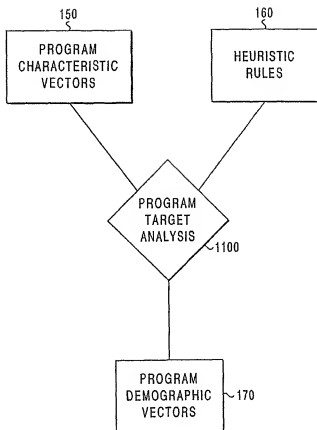 150
PROGRAM
CHARACTERISTIC
VECTORS
160
HEURISTIC
RULES
PROGRAM
TARGET
ANALYSIS
1100
PROGRAM
DEMOGRAPHIC
VECTORS
170